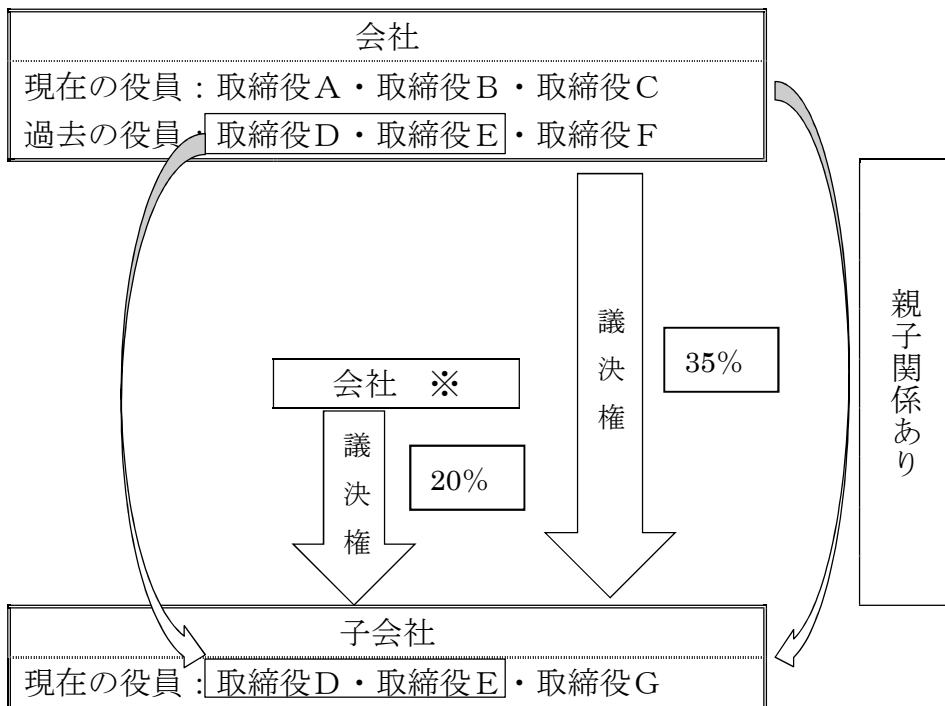 会社
現在の役員：取締役A・取締役B・取締役C
過去の役員：取締役D・取締役E・取締役F
親子関係あり
議決権
35%
会社　※
議決権
20%
子会社
現在の役員：取締役D・取締役E・取締役G